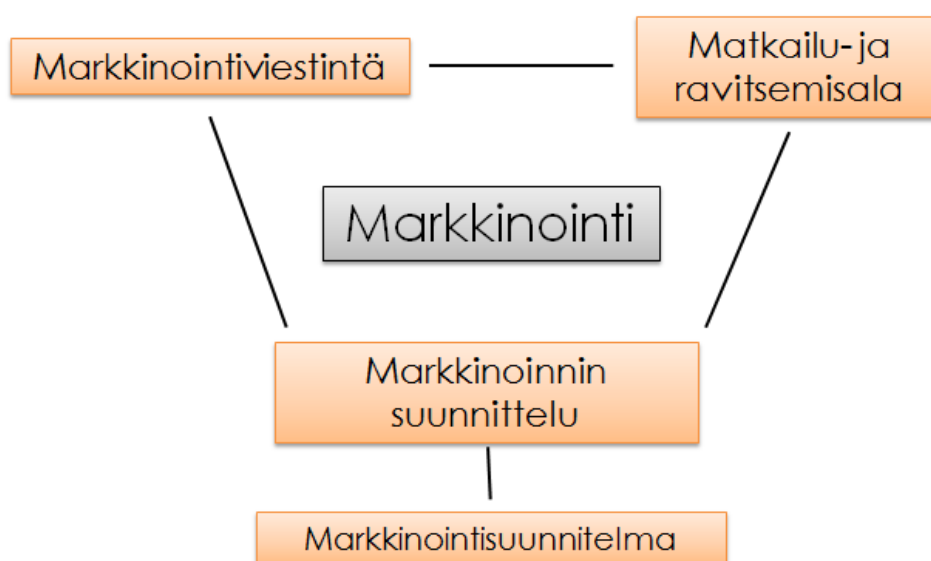 Markkinointiviestintä
Matkailu- ja
ravitsemisala
Markkinointi
Markkinoinnin
suunnittelu
Markkinointisuunnitelma